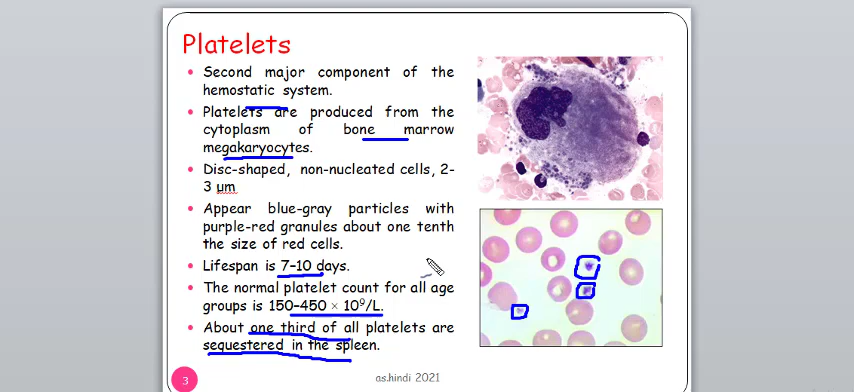 Platelets
Second major component of the
hemostatic system.
Platelets are produced from the
cytoplasm of bone marrow
megakaryocytes.
Disc-shaped, non-nucleated cells, 2-
3 um
Appear blue-gray particles with
purple-red granules about one tenth
the size of red cells.
Lifespan is 7-10 days.
The normal platelet count for all age
groups is 150-450 × 10⁹/L.
About one third of all platelets are
sequestered in the spleen.
3
as.hindi 2021